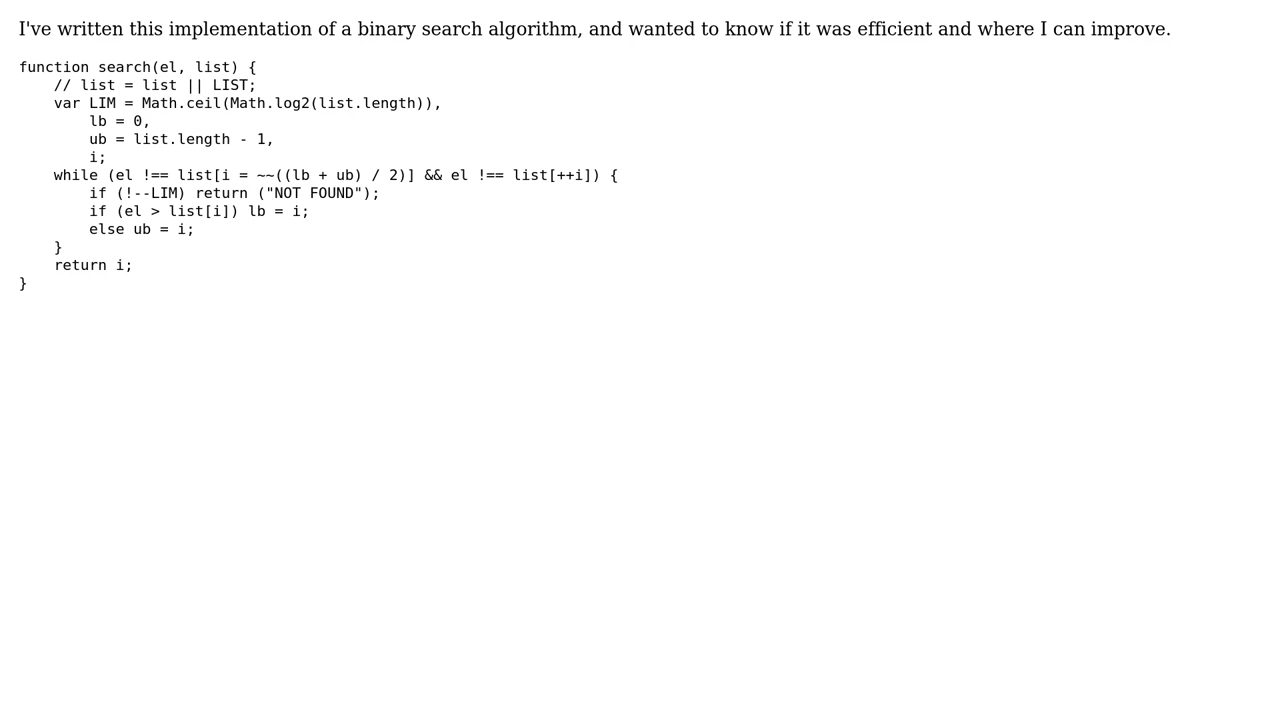 I've written this implementation of a binary search algorithm, and wanted to know if it was efficient and where I can improve.
function search(el, list) {
    // list = list || LIST;
    var LIM = Math.ceil(Math.log2(list.length)),
        lb = 0,
        ub = list.length - 1,
        i;
    while (el !== list[i = ~~((lb + ub) / 2)] && el !== list[++i]) {
        if (!--LIM) return ("NOT FOUND");
        if (el > list[i]) lb = i;
        else ub = i;
    }
    return i;
}